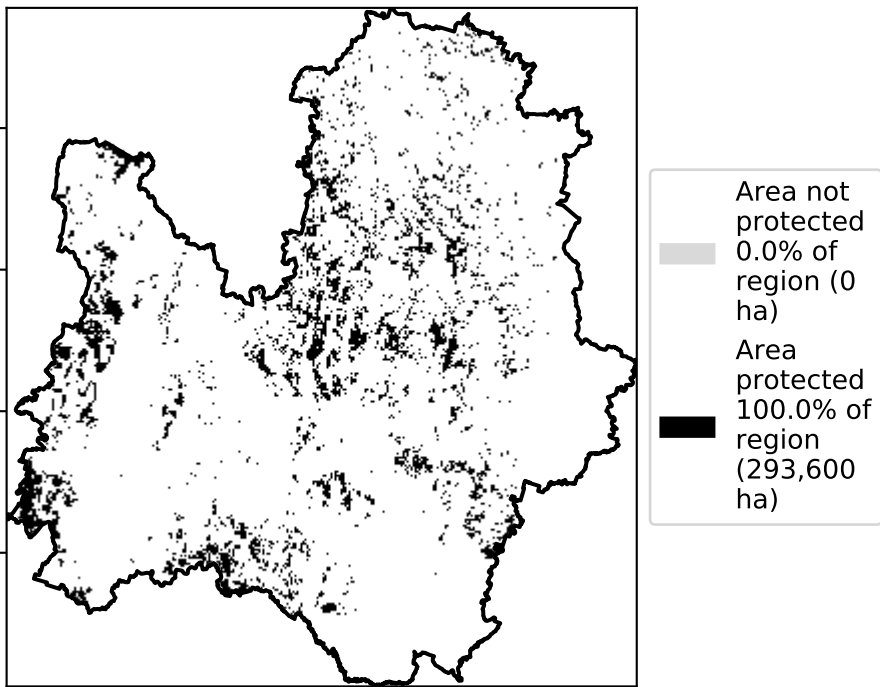 Area not
protected
0.0% of
region (0
ha)
Area
protected
100.0% of
region
(293,600
ha)